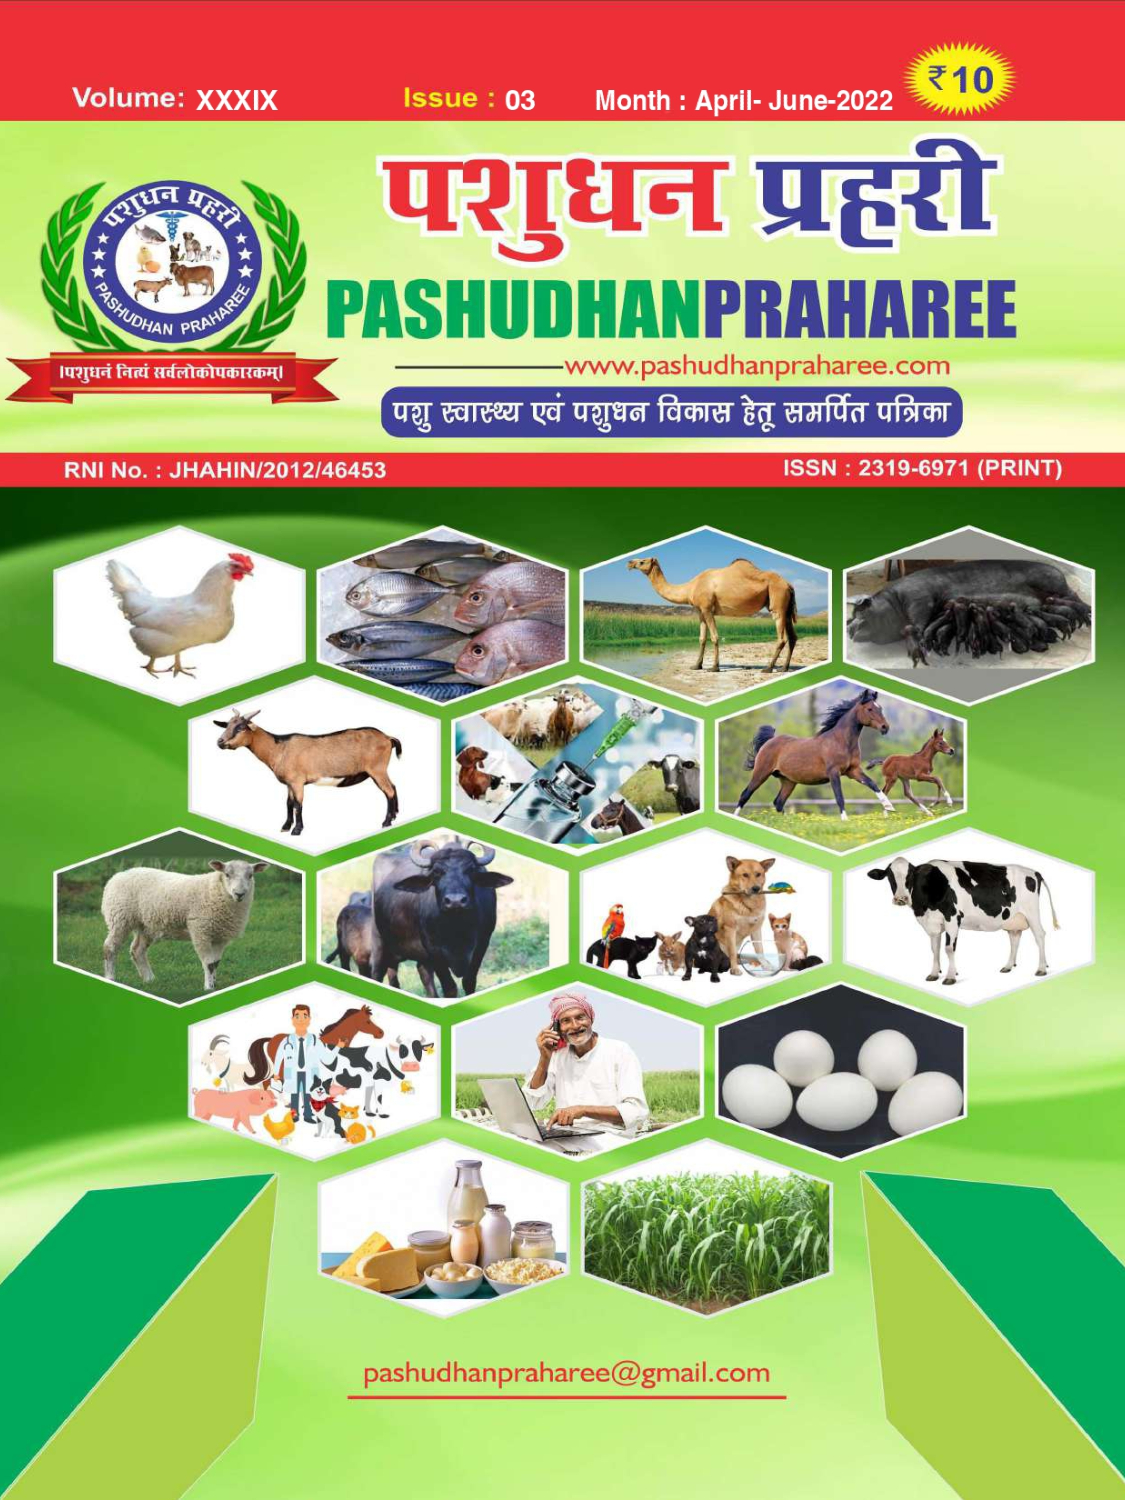 Volume: XXXIX Issue : 03 Month : April- June-2022 ₹10
पशुधन प्रहरी
पशुधन प्रहरी
PASHUDHAN PRAHAREE
PASHUDHANPRAHAREE
www.pashudhanpraharee.com
।पशुधनं नित्यं सर्वलोकोपकारकम्।
पशु स्वास्थ्य एवं पशुधन विकास हेतू समर्पित पत्रिका
RNI No. : JHAHIN/2012/46453 ISSN : 2319-6971 (PRINT)
pashudhanpraharee@gmail.com